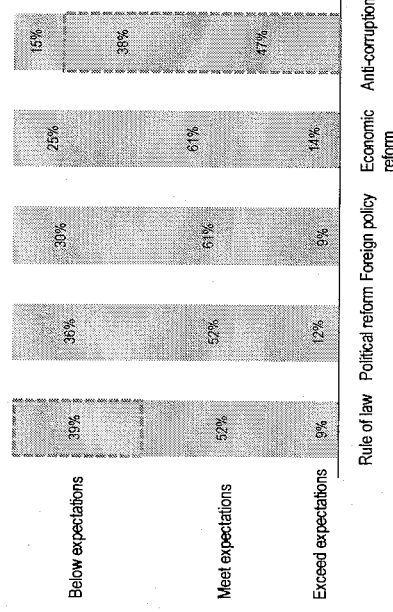 Below expectations
39%
36%
30%
25%
15%
38%
Meet expectations
52%
52%
61%
61%
47%
Exceed expectations
9%
12%
9%
14%
Rule of law
Political reform
Foreign policy
Economic
reform
Anti-corruption